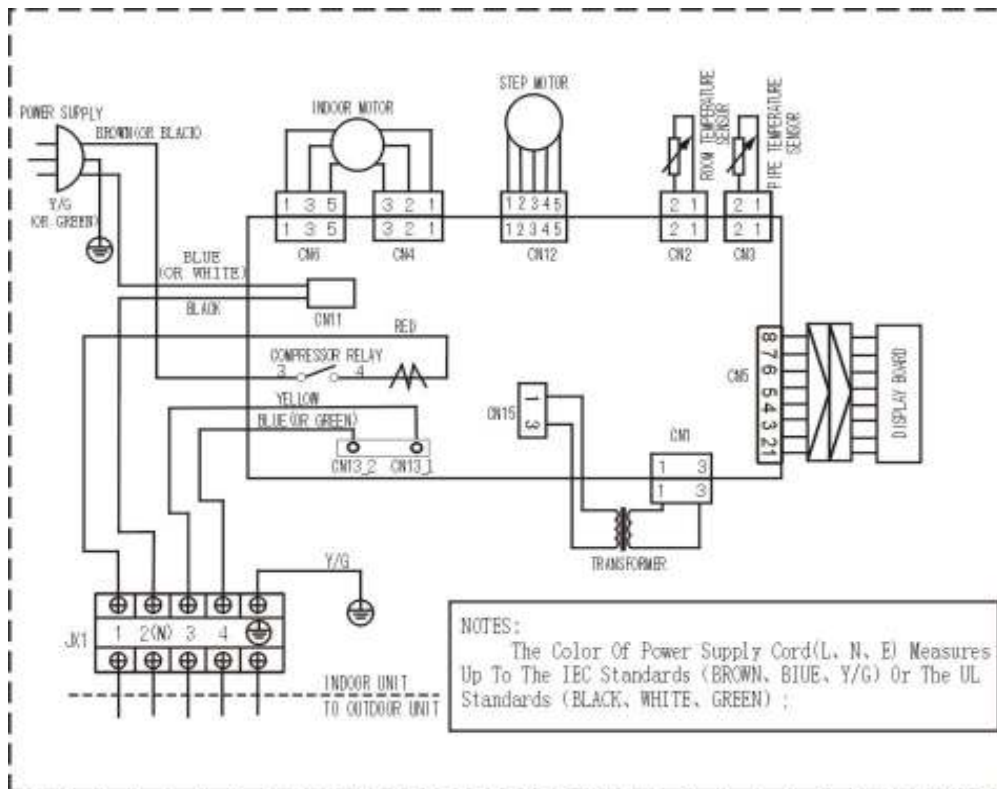 POWER SUPPLY
BROWN(OR BLACK)
Y/G
(OR GREEN)
INDOOR MOTOR
1 3 5
1 3 5
CN6
3 2 1
3 2 1
CN4
STEP MOTOR
1 2 3 4 5
1 2 3 4 5
CN12
ROOM TEMPERATURE
SENSOR
2 1
2 1
CN2
PIPE TEMPERATURE
SENSOR
2 1
2 1
CN3
BLUE
(OR WHITE)
BLACK
CN11
RED
COMPRESSOR RELAY
3 4
YELLOW
BLUE(OR GREEN)
CN13_2 CN13_1
CN5
8
7
6
5
4
3
2
1
DISPLAY BOARD
CN15
1
3
CN1
1 3
1 3
TRANSFORMER
Y/G
JX1
1 2(N) 3 4
INDOOR UNIT
TO OUTDOOR UNIT
NOTES:
The Color Of Power Supply Cord(L、N、E) Measures
Up To The IEC Standards (BROWN、BIUE、Y/G) Or The UL
Standards (BLACK、WHITE、GREEN) ;